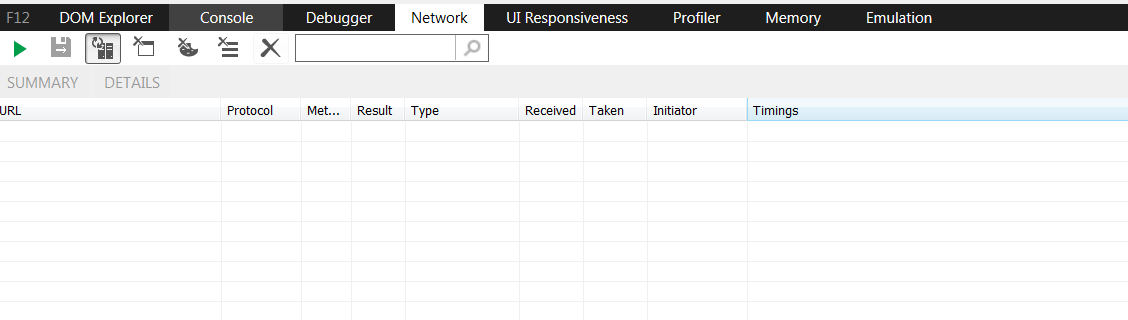 F12 DOM Explorer Console Debugger Network UI Responsiveness Profiler Memory Emulation
SUMMARY DETAILS
URL Protocol Met... Result Type Received Taken Initiator Timings